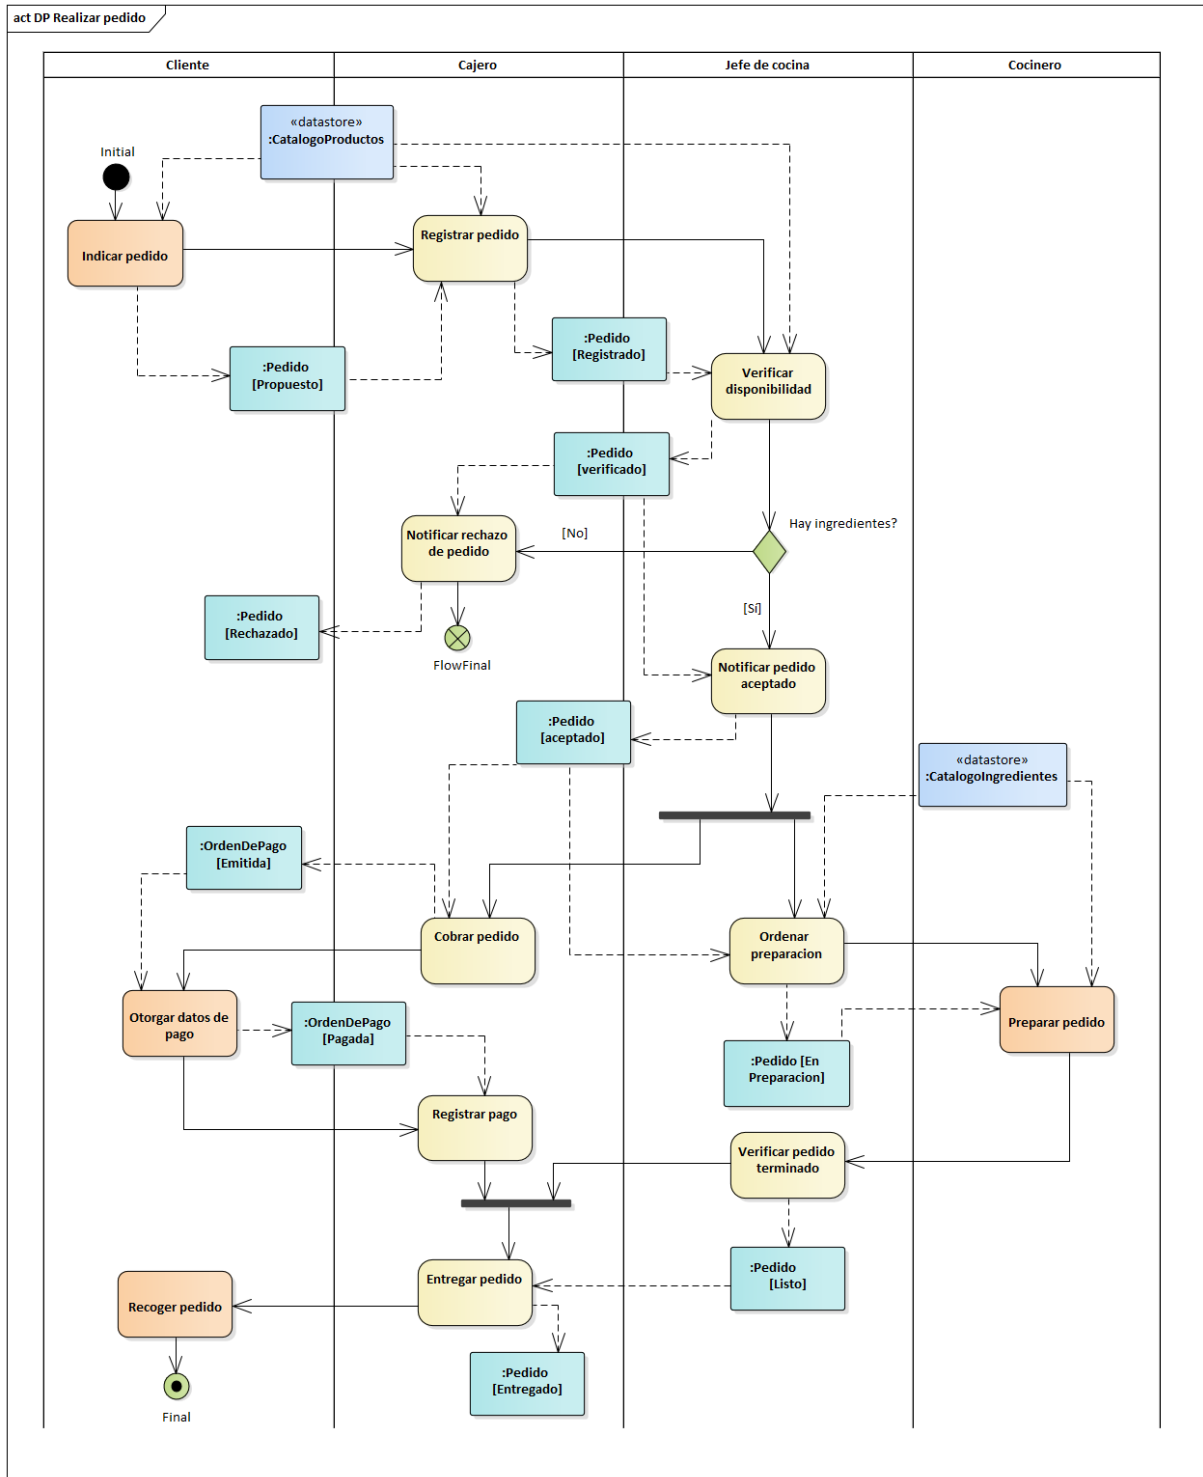 act DP Realizar pedido
Cliente
Cajero
Jefe de cocina
Cocinero
«datastore»
:CatalogoProductos
Initial
Indicar pedido
Registrar pedido
:Pedido
[Registrado]
:Pedido
[Propuesto]
Verificar
disponibilidad
:Pedido
[verificado]
Notificar rechazo
de pedido
[No]
Hay ingredientes?
:Pedido
[Rechazado]
[Sí]
FlowFinal
Notificar pedido
aceptado
:Pedido
[aceptado]
«datastore»
:CatalogoIngredientes
:OrdenDePago
[Emitida]
Cobrar pedido
Ordenar
preparacion
Otorgar datos de
pago
:OrdenDePago
[Pagada]
Preparar pedido
:Pedido [En
Preparacion]
Registrar pago
Verificar pedido
terminado
Entregar pedido
:Pedido
[Listo]
Recoger pedido
:Pedido
[Entregado]
Final